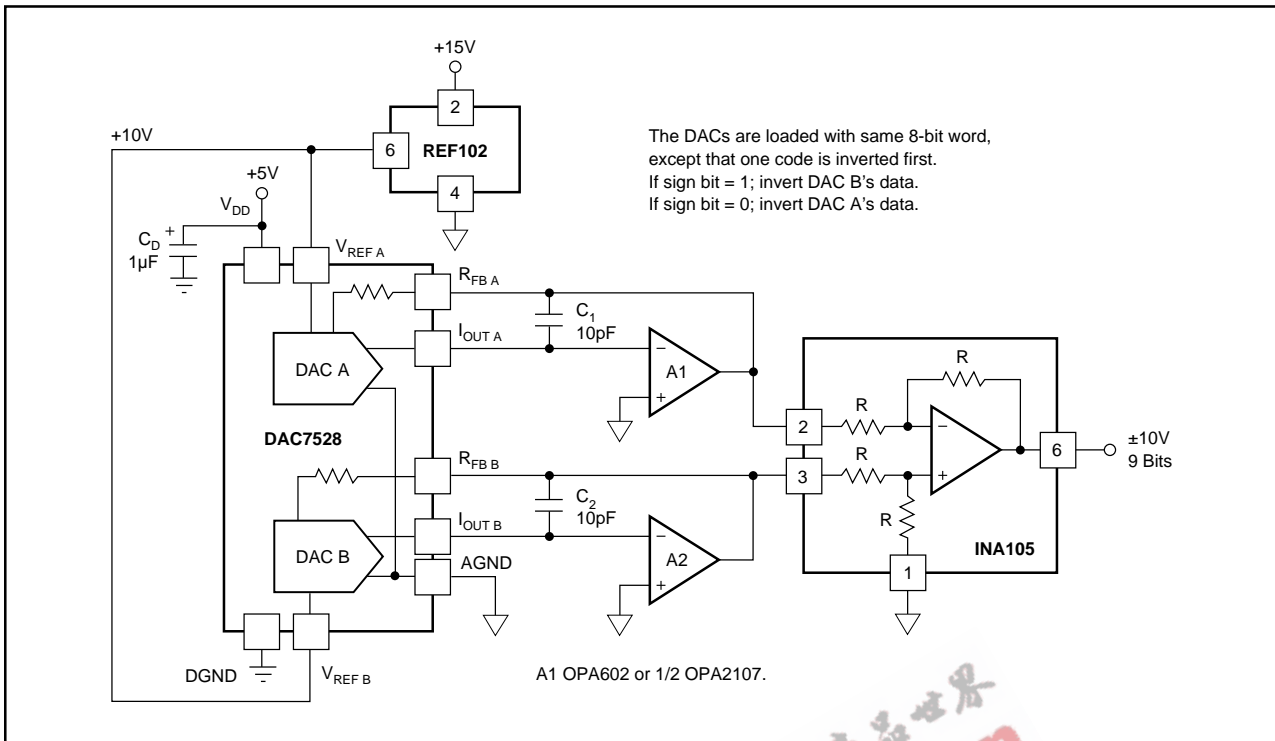 +15V
2
+10V
6
REF102
4
The DACs are loaded with same 8-bit word,
except that one code is inverted first.
If sign bit = 1; invert DAC B's data.
If sign bit = 0; invert DAC A's data.
+5V
V_DD
C_D
+
1µF
V_REF A
R_FB A
C_1
10pF
I_OUT A
DAC A
−
A1
+
DAC7528
R_FB B
C_2
10pF
I_OUT B
DAC B
AGND
−
A2
+
DGND
V_REF B
R
R
2
3
−
+
R
R
6
±10V
9 Bits
INA105
1
A1 OPA602 or 1/2 OPA2107.
世界